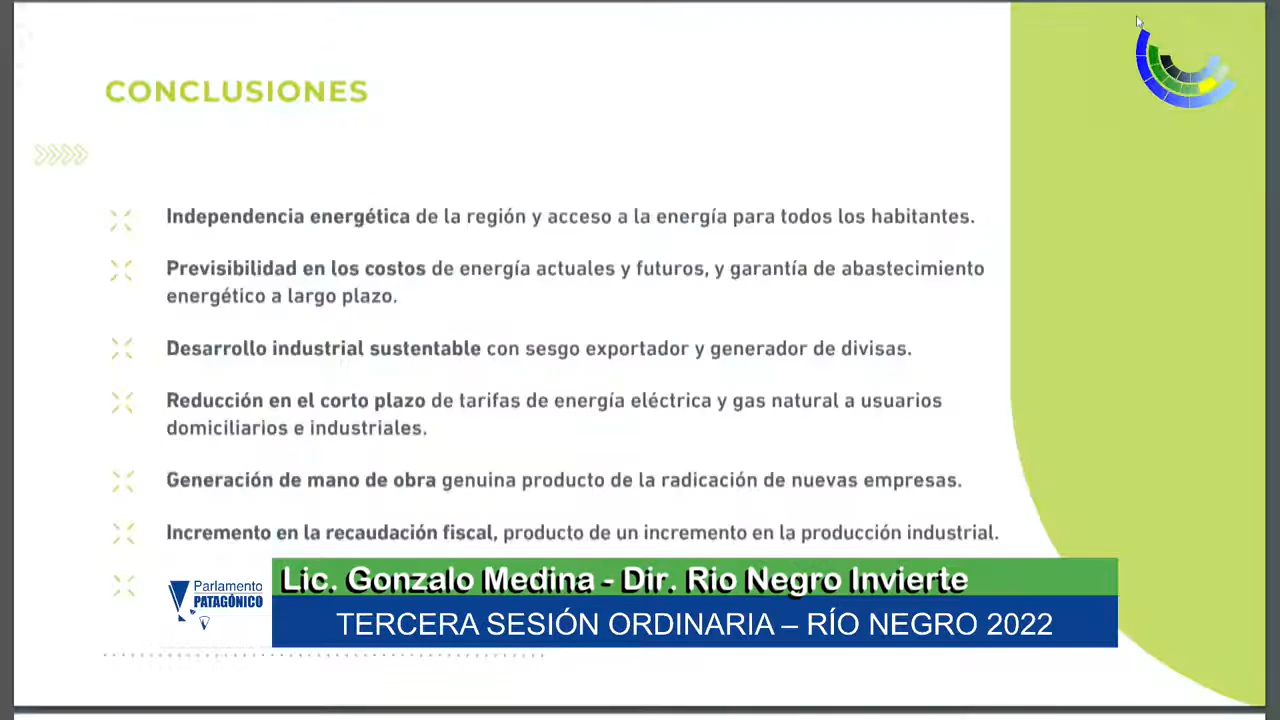 CONCLUSIONES
Independencia energética de la región y acceso a la energía para todos los habitantes.
Previsibilidad en los costos de energía actuales y futuros, y garantía de abastecimiento
energético a largo plazo.
Desarrollo industrial sustentable con sesgo exportador y generador de divisas.
Reducción en el corto plazo de tarifas de energía eléctrica y gas natural a usuarios
domiciliarios e industriales.
Generación de mano de obra genuina producto de la radicación de nuevas empresas.
Incremento en la recaudación fiscal, producto de un incremento en la producción industrial.
Parlamento
PATAGÓNICO
Lic. Gonzalo Medina - Dir. Rio Negro Invierte
TERCERA SESIÓN ORDINARIA – RÍO NEGRO 2022